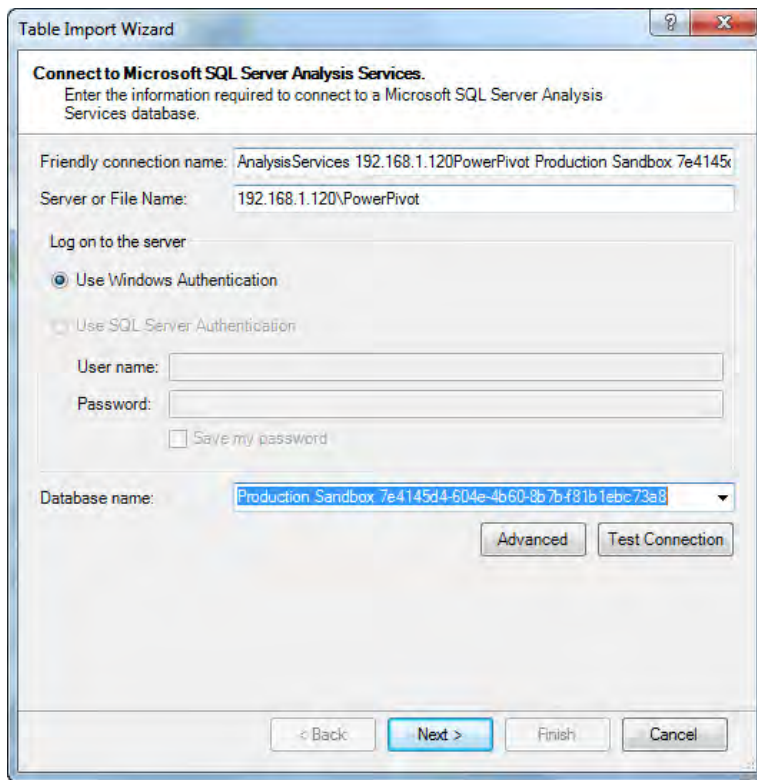 Table Import Wizard
Connect to Microsoft SQL Server Analysis Services.
Enter the information required to connect to a Microsoft SQL Server Analysis
Services database.
Friendly connection name: AnalysisServices 192.168.1.120PowerPivot Production Sandbox 7e4145c
Server or File Name: 192.168.1.120\PowerPivot
Log on to the server
Use Windows Authentication
Use SQL Server Authentication
User name:
Password:
Save my password
Database name: Production Sandbox 7e4145d4-604e-4b60-8b7b-f81b1ebc73a8
Advanced Test Connection
< Back Next > Finish Cancel